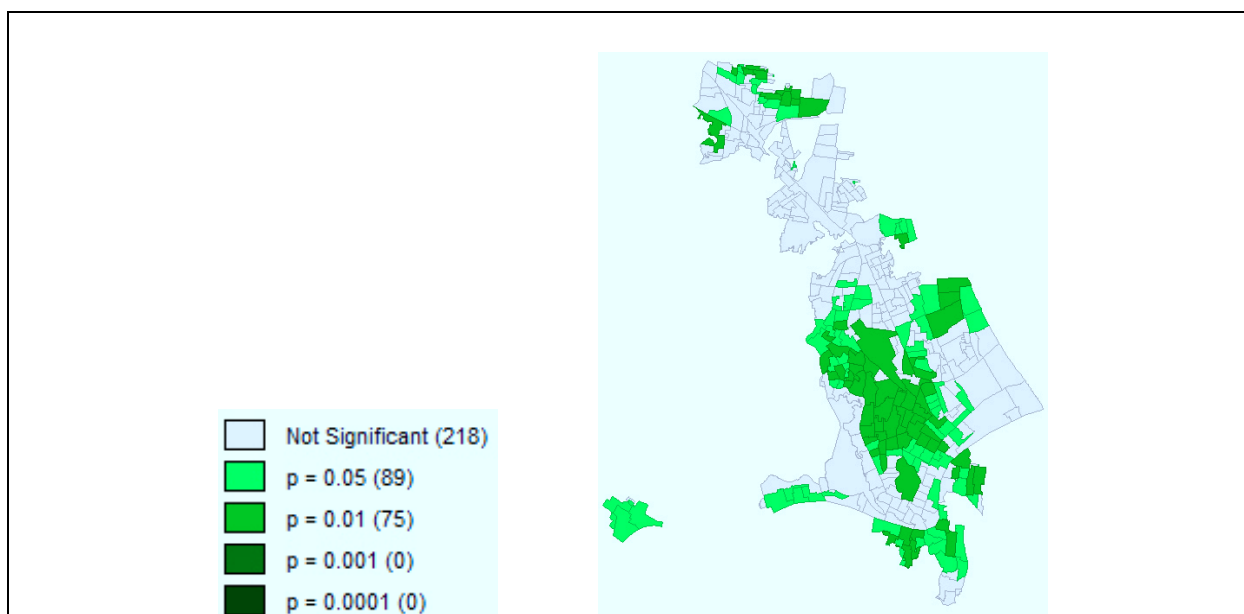 Not Significant (218)
p = 0.05 (89)
p = 0.01 (75)
p = 0.001 (0)
p = 0.0001 (0)